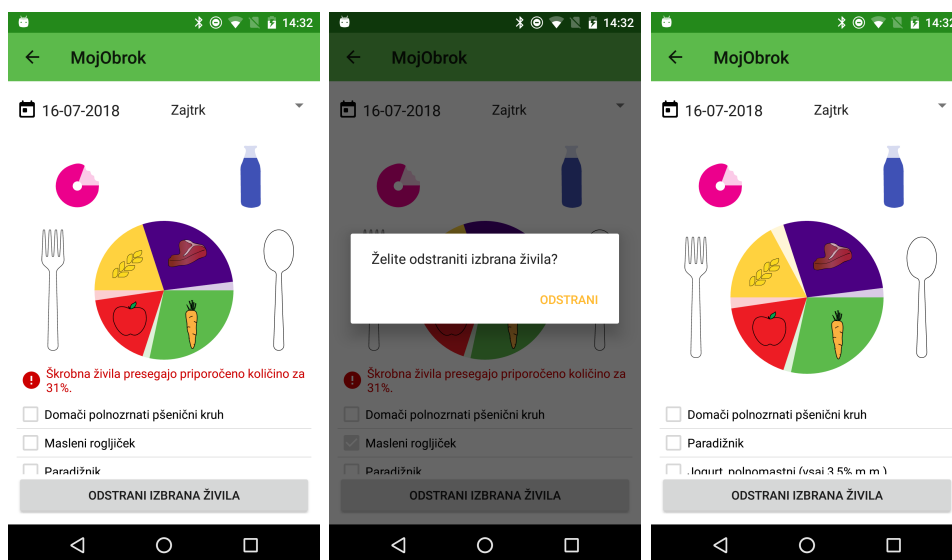 14:32
MojObrok
16-07-2018 Zajtrk
Škrobna živila presegajo priporočeno količino za
31%.
Domači polnozrnati pšenični kruh
Masleni rogljiček
Paradižnik
ODSTRANI IZBRANA ŽIVILA
14:32
MojObrok
16-07-2018 Zajtrk
Želite odstraniti izbrana živila?
ODSTRANI
Škrobna živila presegajo priporočeno količino za
31%.
Domači polnozrnati pšenični kruh
Masleni rogljiček
Paradižnik
ODSTRANI IZBRANA ŽIVILA
14:32
MojObrok
16-07-2018 Zajtrk
Domači polnozrnati pšenični kruh
Paradižnik
Jogurt, polnomastni (vsaj 3,5% m.m.)
ODSTRANI IZBRANA ŽIVILA